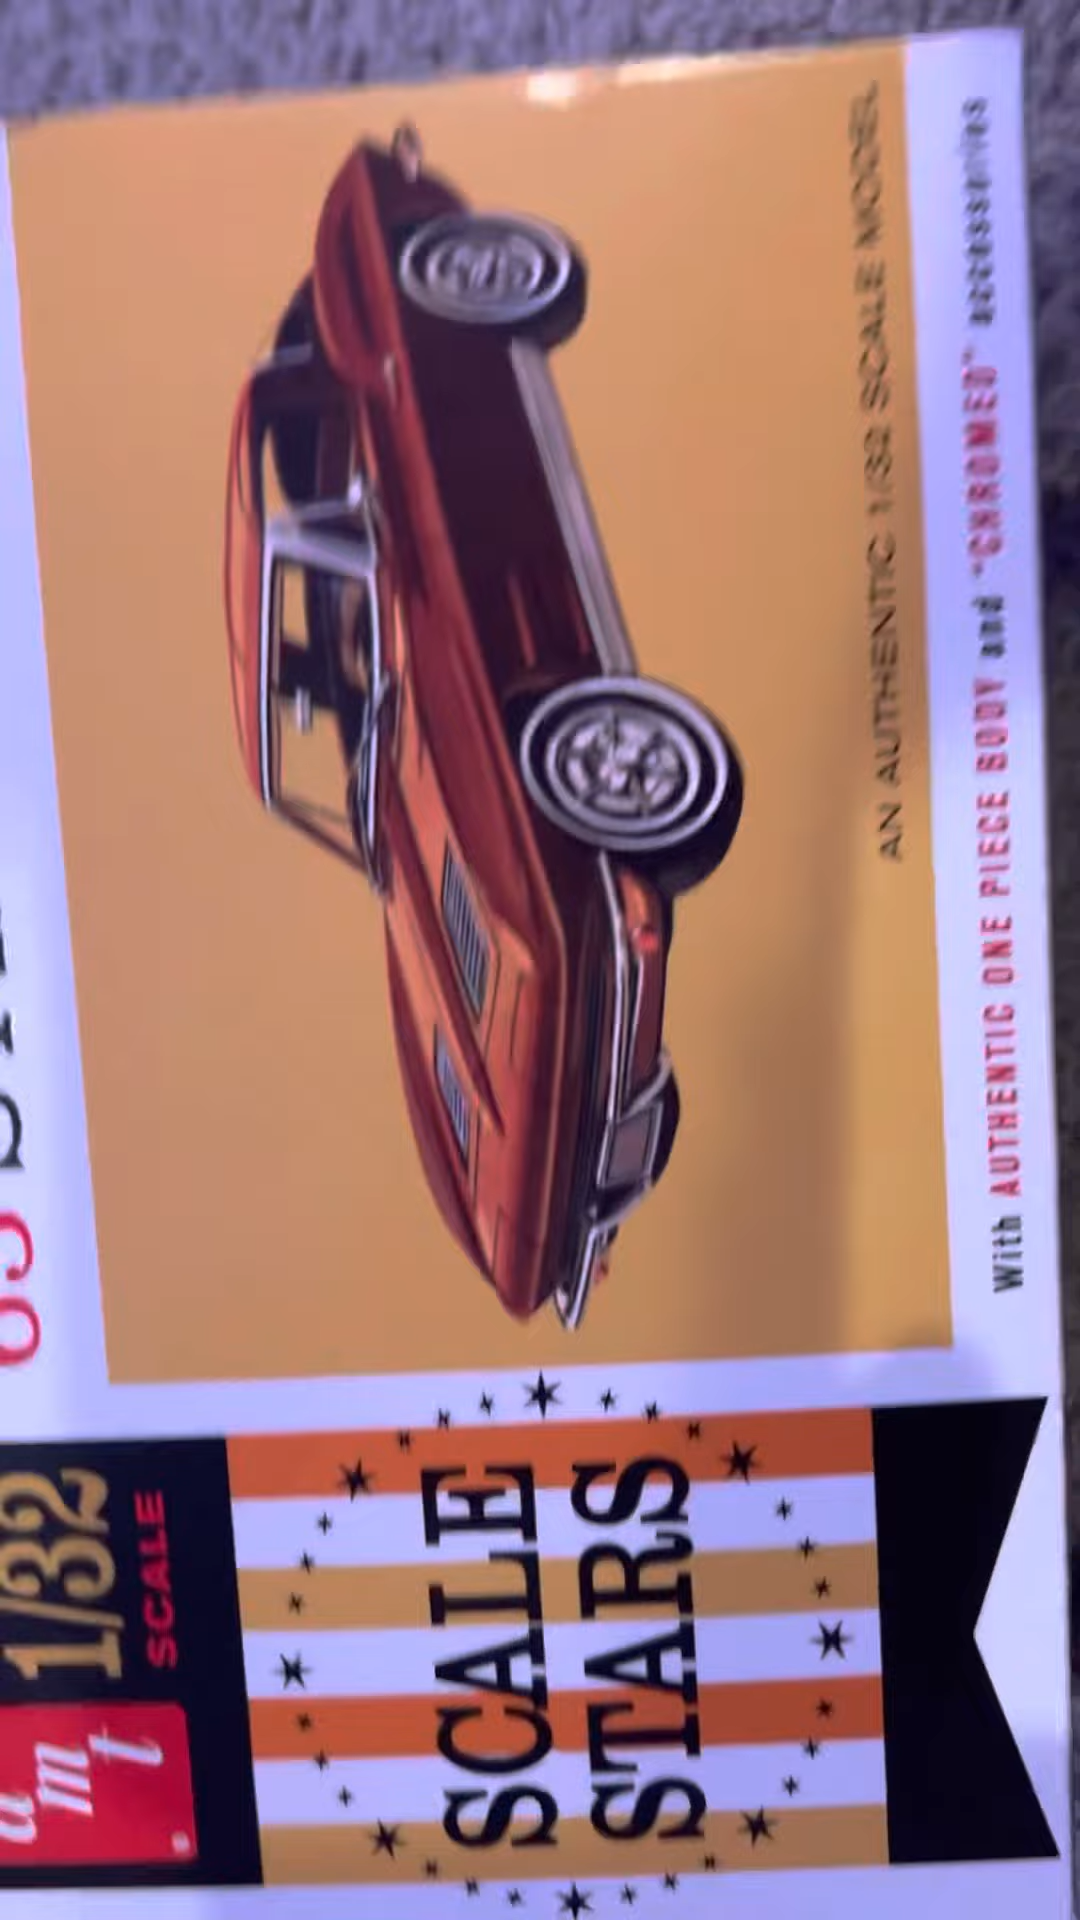 amt
1/32
SCALE
SCALE
STARS
AN AUTHENTIC 1/32 SCALE MODEL
With AUTHENTIC ONE PIECE BODY and "CHROMED" accessories